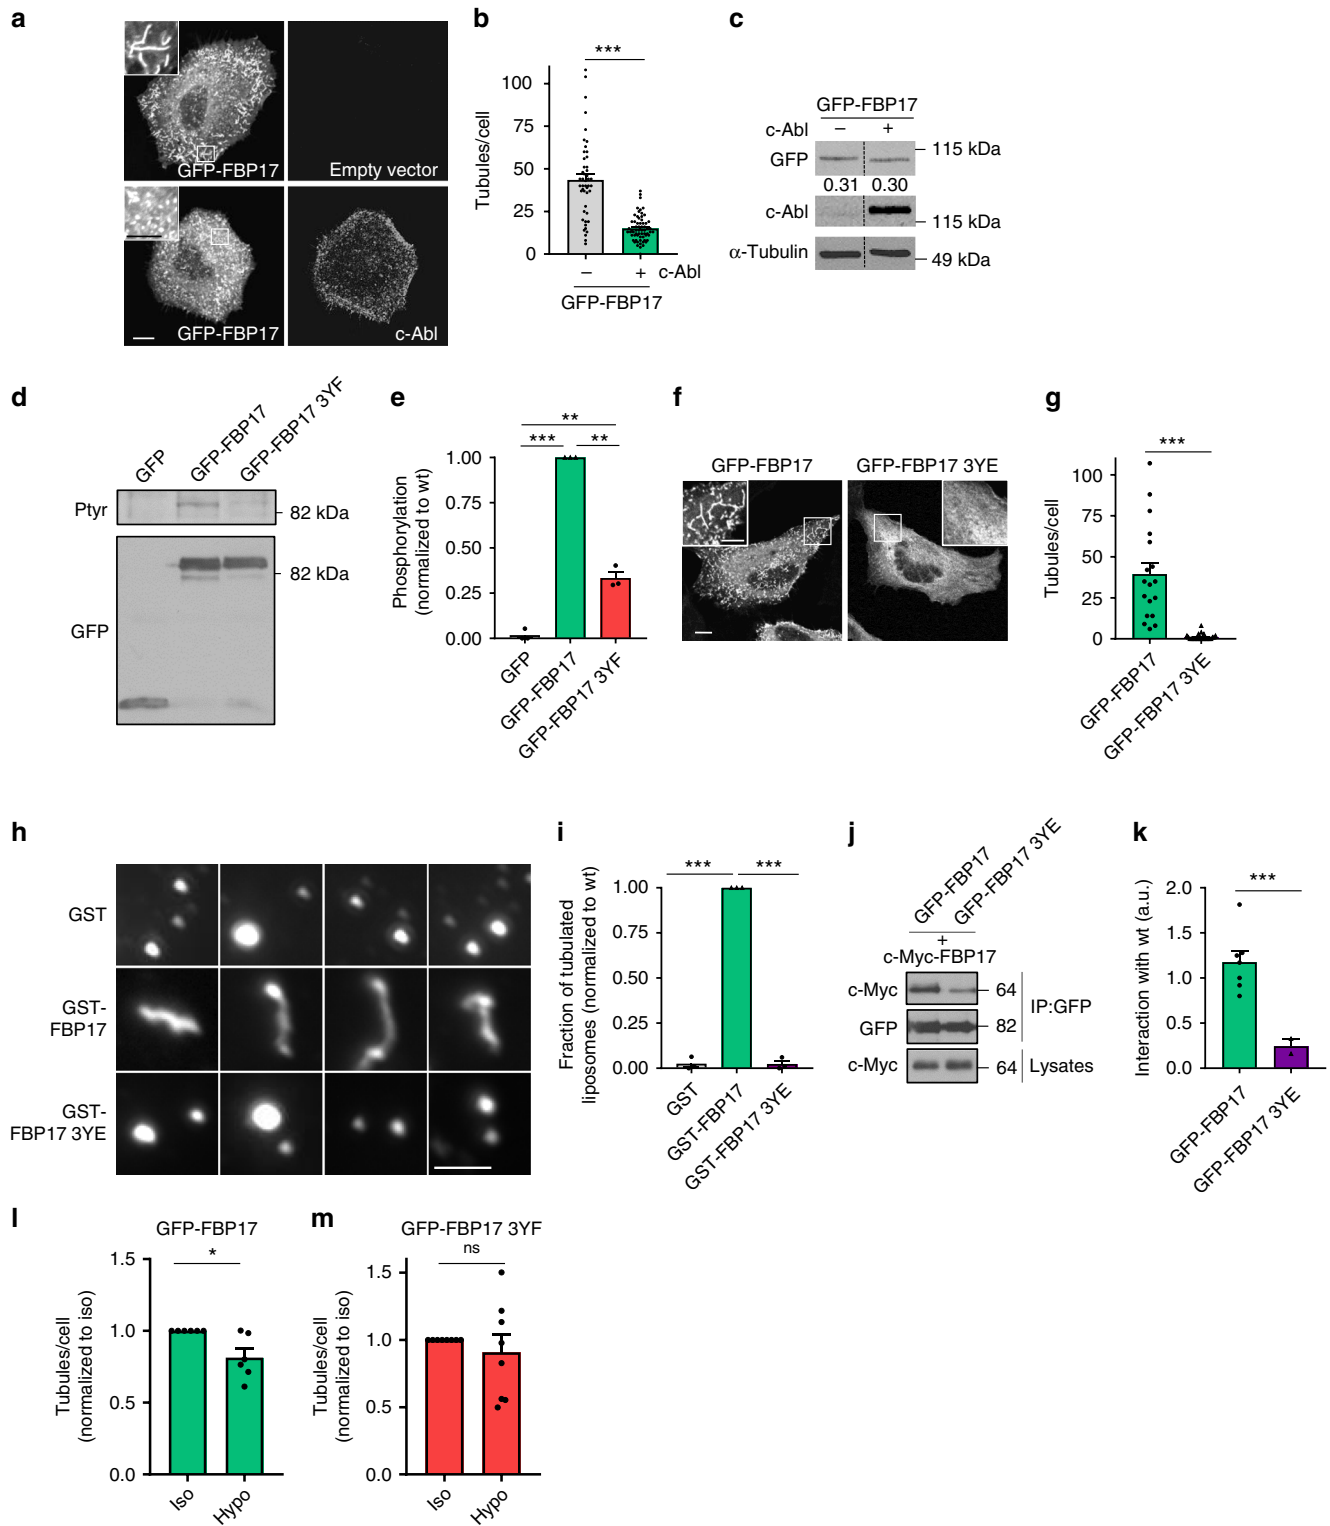 a
GFP-FBP17
Empty vector
GFP-FBP17
c-Abl
b
***
Tubules/cell
100
75
50
25
0
– + c-Abl
GFP-FBP17
c
GFP-FBP17
c-Abl – +
GFP
115 kDa
0.31 0.30
c-Abl
115 kDa
α-Tubulin
49 kDa
d
GFP
GFP-FBP17
GFP-FBP17 3YF
Ptyr
82 kDa
82 kDa
GFP
e
**
*** **
Phosphorylation
(normalized to wt)
1.00
0.75
0.50
0.25
0.00
GFP
GFP-FBP17
GFP-FBP17 3YF
f
GFP-FBP17
GFP-FBP17 3YE
g
***
Tubules/cell
100
75
50
25
0
GFP-FBP17
GFP-FBP17 3YE
h
GST
GST-
FBP17
GST-
FBP17 3YE
i
*** ***
Fraction of tubulated
liposomes (normalized to wt)
1.00
0.75
0.50
0.25
0.00
GST
GST-FBP17
GST-FBP17 3YE
j
GFP-FBP17
GFP-FBP17 3YE
+
c-Myc-FBP17
c-Myc 64
GFP 82
IP:GFP
c-Myc 64 Lysates
k
***
Interaction with wt (a.u.)
2.0
1.5
1.0
0.5
0.0
GFP-FBP17
GFP-FBP17 3YE
l
GFP-FBP17
*
Tubules/cell
(normalized to iso)
1.5
1.0
0.5
0.0
Iso
Hypo
m
GFP-FBP17 3YF
ns
Tubules/cell
(normalized to iso)
1.5
1.0
0.5
0.0
Iso
Hypo